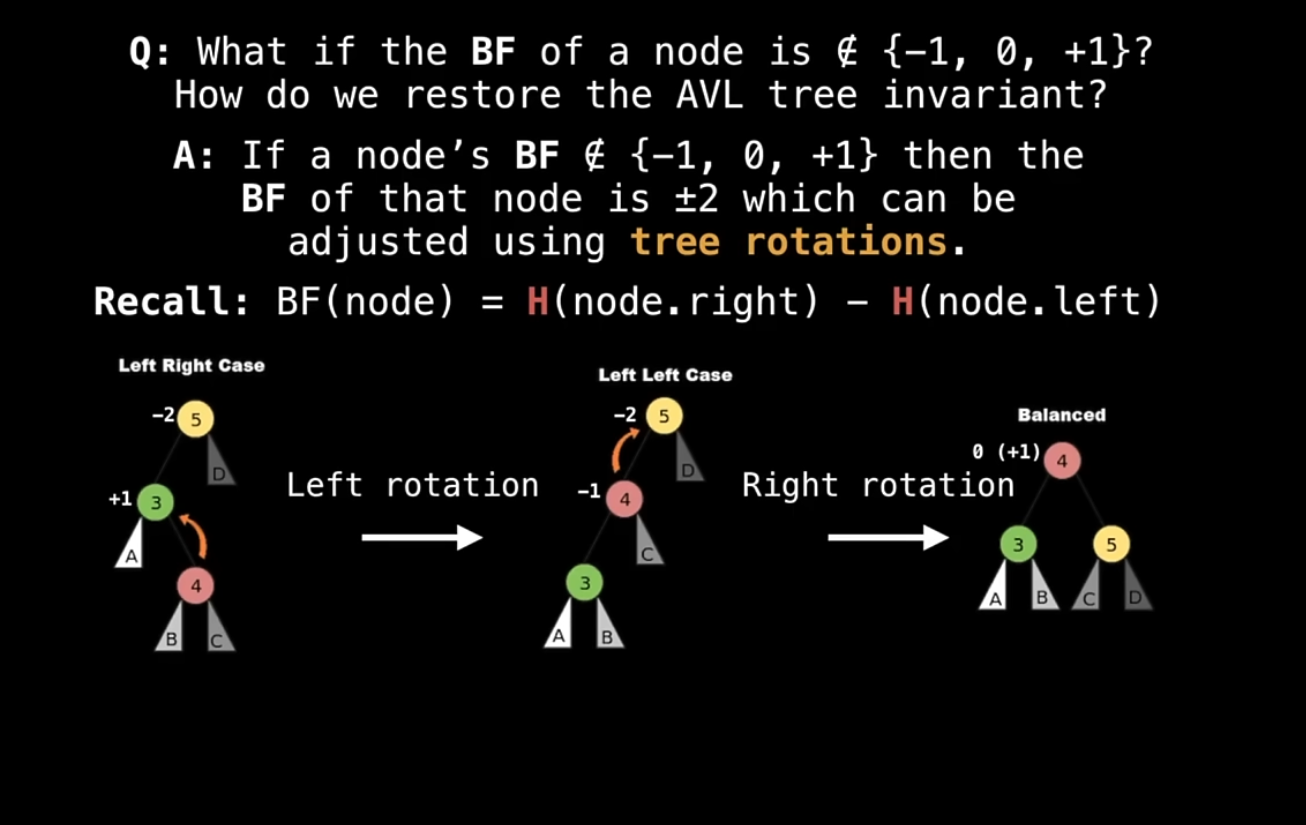 Q: What if the BF of a node is ∉ {−1, 0, +1}?
How do we restore the AVL tree invariant?
A: If a node’s BF ∉ {−1, 0, +1} then the
BF of that node is ±2 which can be
adjusted using tree rotations.
Recall: BF(node) = H(node.right) − H(node.left)
Left Right Case
−2 5
D
+1 3
A
4
B C
Left rotation
Left Left Case
−2 5
D
−1 4
C
3
A B
Right rotation
Balanced
0 (+1) 4
3 5
A B C D